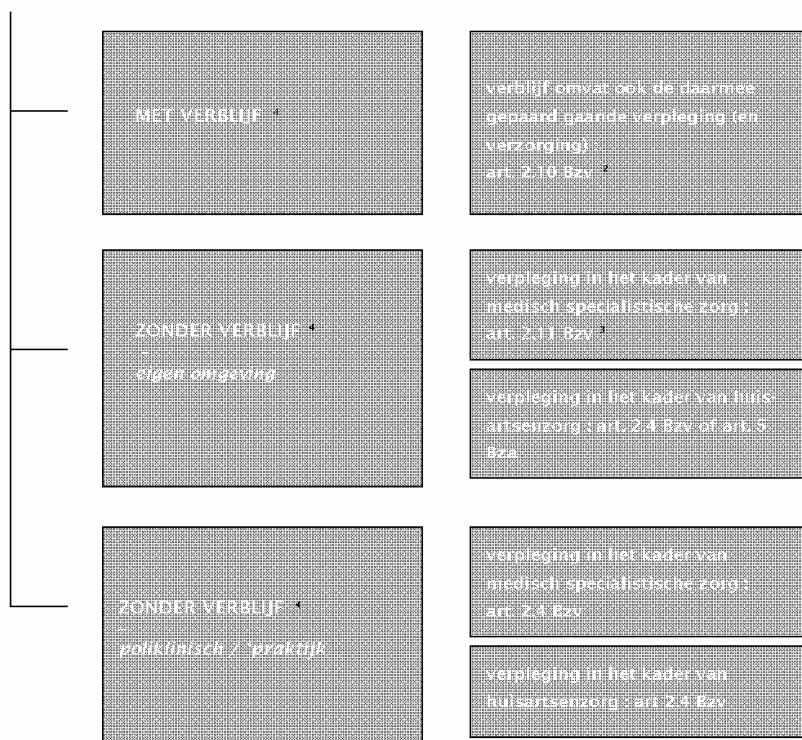 MET VERBLIJF 4
verblijf omvat ook de daarmee
gepaard gaande verpleging (en
verzorging) :
art. 2.10 Bzv 2
ZONDER VERBLIJF 4
–
eigen omgeving
verpleging in het kader van
medisch specialistische zorg :
art. 2.11 Bzv 3
verpleging in het kader van huis-
artsenzorg : art. 2.4 Bzv of art. 5
Bza
ZONDER VERBLIJF 4
–
poliklinisch / `praktijk
verpleging in het kader van
medisch specialistische zorg :
art. 2.4 Bzv
verpleging in het kader van
huisartsenzorg : art 2.4 Bzv